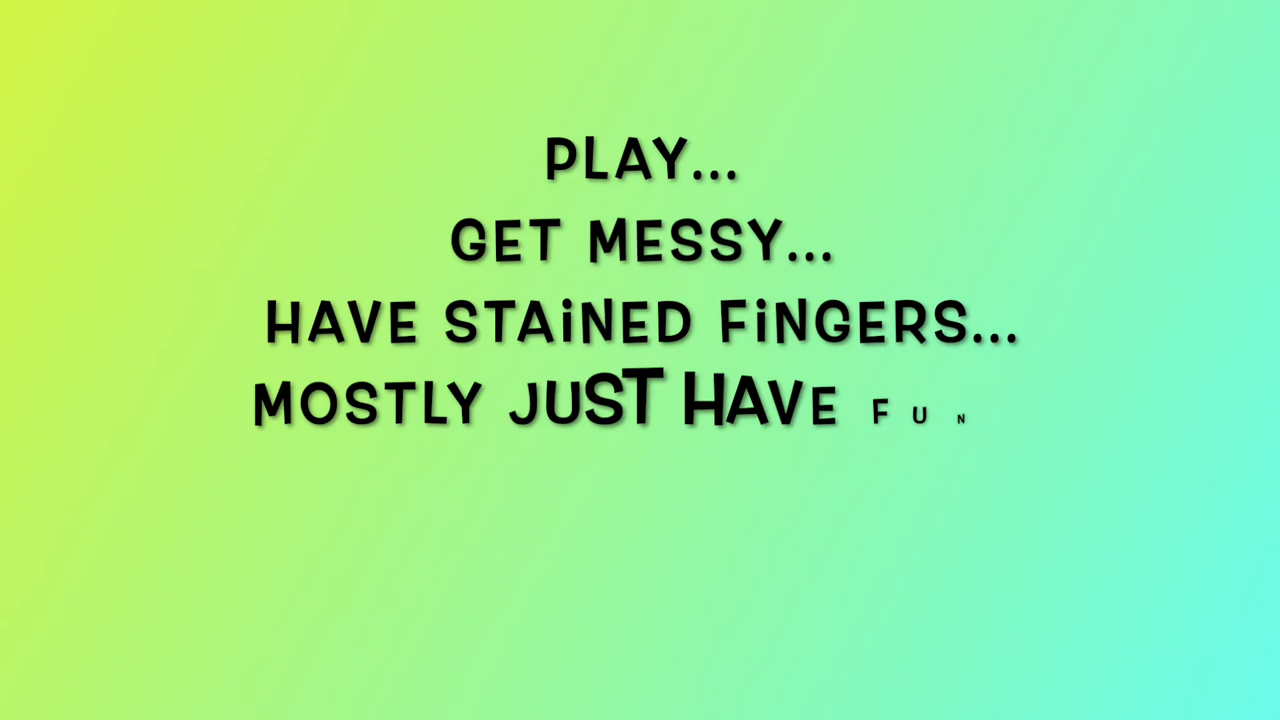 PLAY...
GET MESSY...
HAVE STAiNED FiNGERS...
MOSTLY JUST HAVE FUN